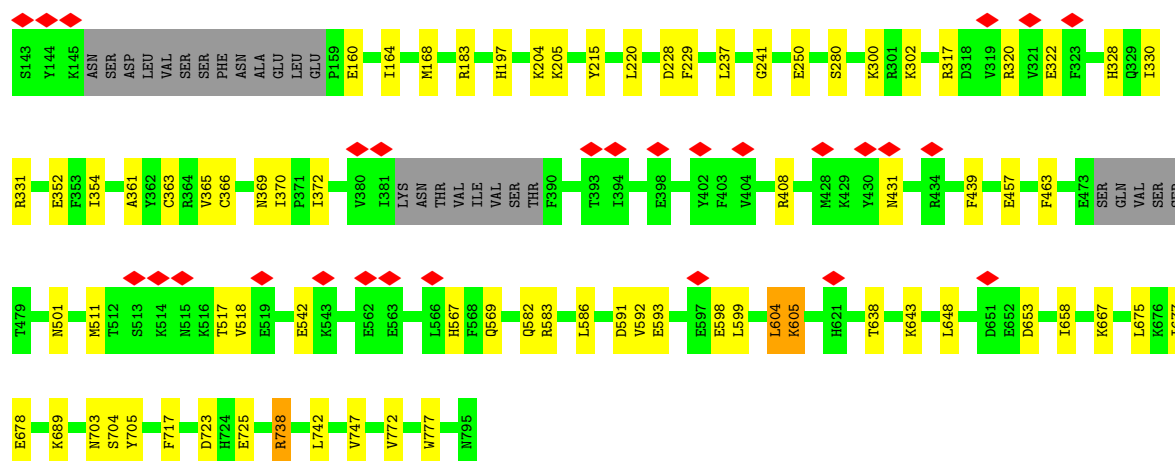 S143 Y144 K145 ASN SER ASP LEU VAL SER SER PHE ASN ALA GLU LEU GLU P159 E160 I164 M168 R183 H197 K204 K205 Y215 L220 D228 F229 L237 G241 E250 S280 K300 R301 K302 R317 D318 V319 R320 V321 E322 F323 H328 Q329 I330
R331 E352 F353 I354 A361 Y362 C363 R364 V365 C366 N369 I370 P371 I372 V380 I381 LYS ASN THR VAL ILE VAL SER THR F390 T393 I394 E398 Y402 F403 V404 R408 M428 K429 Y430 N431 R434 F439 E457 F463 E473 SER GLN VAL SER
T479 N501 M511 T512 S513 K514 N515 K516 T517 V518 E519 E542 K543 E562 E563 L566 H567 F568 Q569 Q582 R583 L586 D591 V592 E593 E597 E598 L599 L604 K605 H621 T638 K643 L648 D651 E652 D653 I658 K667 L675 K676
E678 K689 N703 S704 Y705 F717 D723 H724 E725 R738 L742 V747 V772 W777 N795